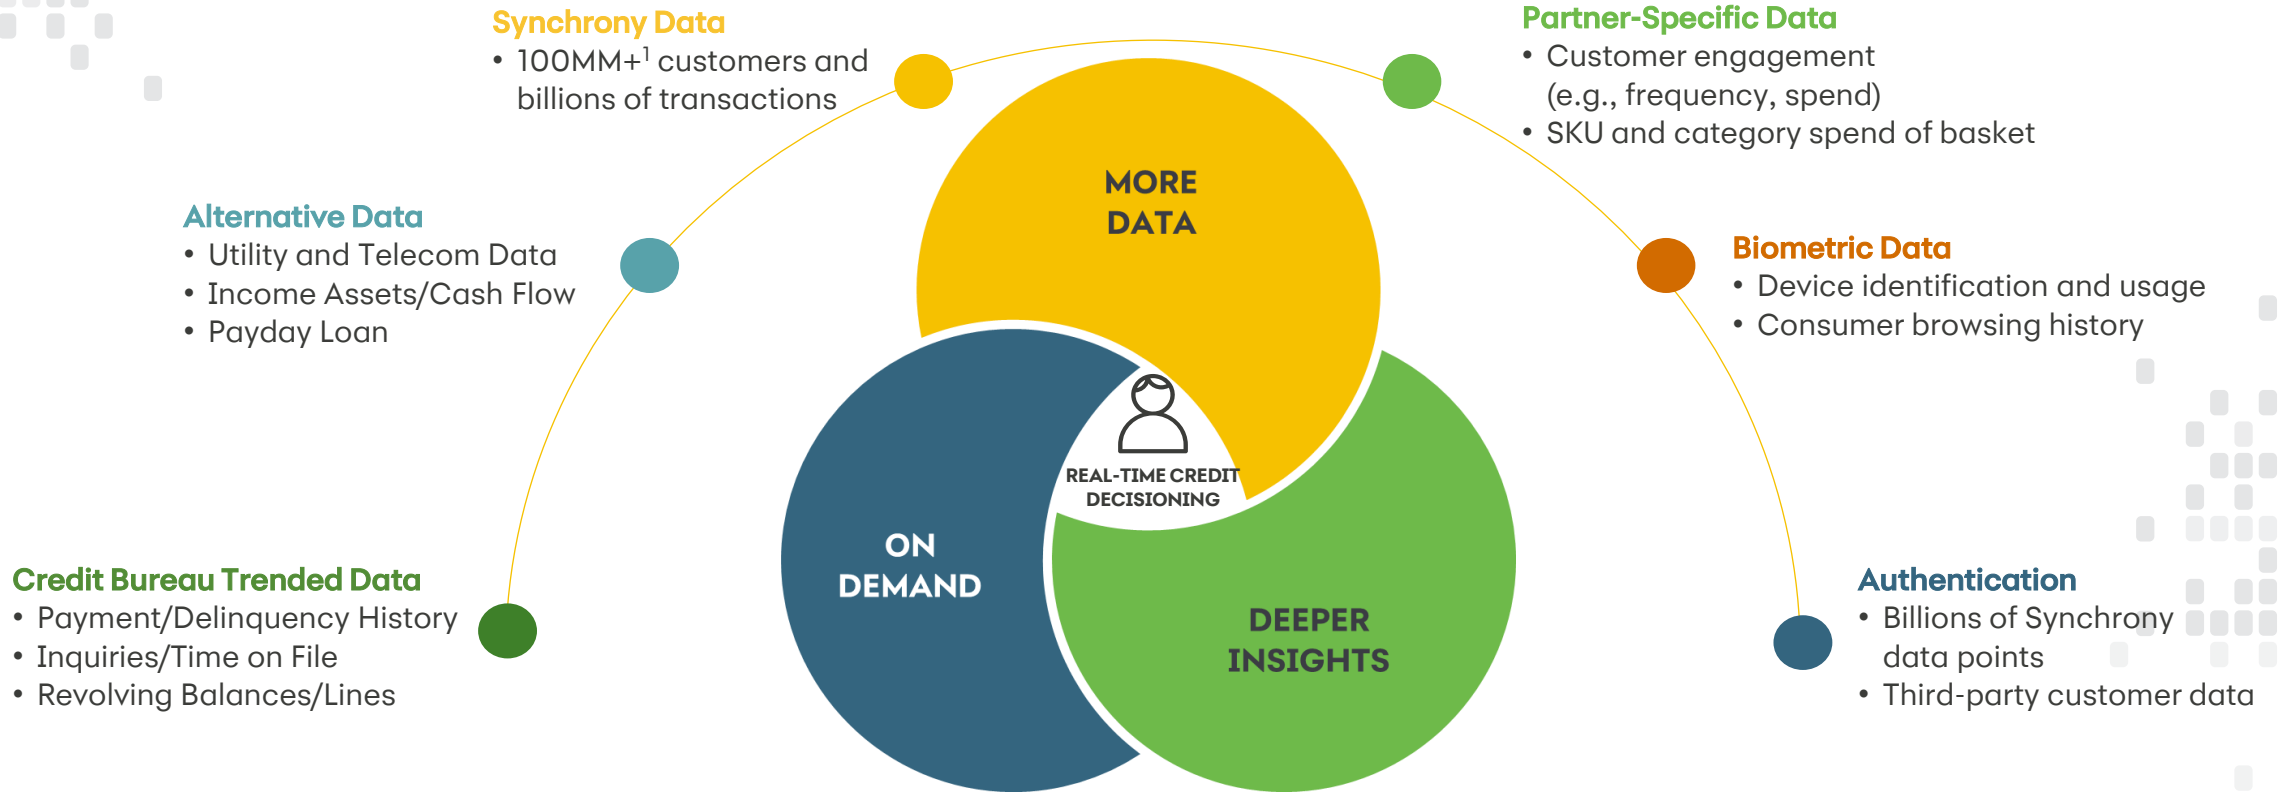 Synchrony Data
• 100MM+¹ customers and
billions of transactions
Partner-Specific Data
• Customer engagement
(e.g., frequency, spend)
• SKU and category spend of basket
Alternative Data
• Utility and Telecom Data
• Income Assets/Cash Flow
• Payday Loan
Biometric Data
• Device identification and usage
• Consumer browsing history
Credit Bureau Trended Data
• Payment/Delinquency History
• Inquiries/Time on File
• Revolving Balances/Lines
Authentication
• Billions of Synchrony
data points
• Third-party customer data
MORE
DATA
REAL-TIME CREDIT
DECISIONING
ON
DEMAND
DEEPER
INSIGHTS